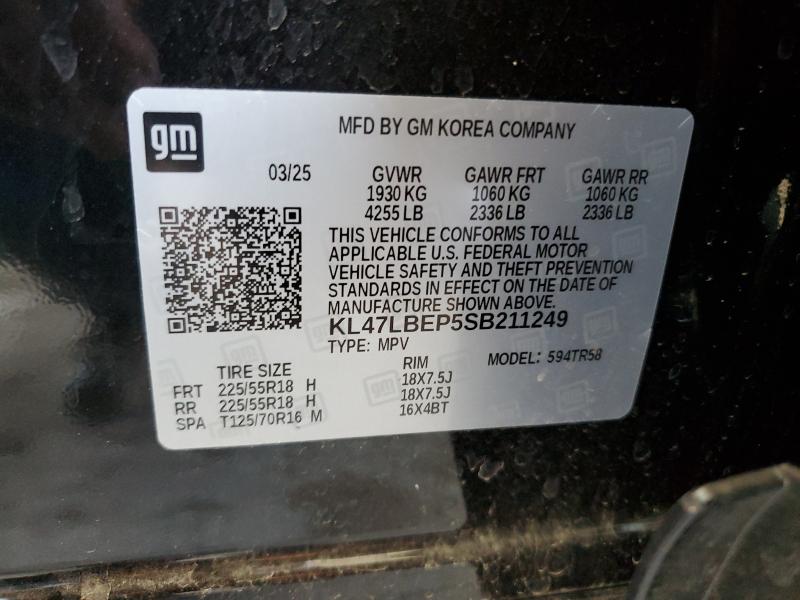 gm
MFD BY GM KOREA COMPANY
03/25 GVWR GAWR FRT GAWR RR
1930 KG 1060 KG 1060 KG
4255 LB 2336 LB 2336 LB
THIS VEHICLE CONFORMS TO ALL
APPLICABLE U.S. FEDERAL MOTOR
VEHICLE SAFETY AND THEFT PREVENTION
STANDARDS IN EFFECT ON THE DATE OF
MANUFACTURE SHOWN ABOVE.
KL47LBEP5SB211249
TYPE: MPV
TIRE SIZE RIM MODEL: 594TR58
FRT 225/55R18 H 18X7.5J
RR 225/55R18 H 18X7.5J
SPA T125/70R16 M 16X4BT